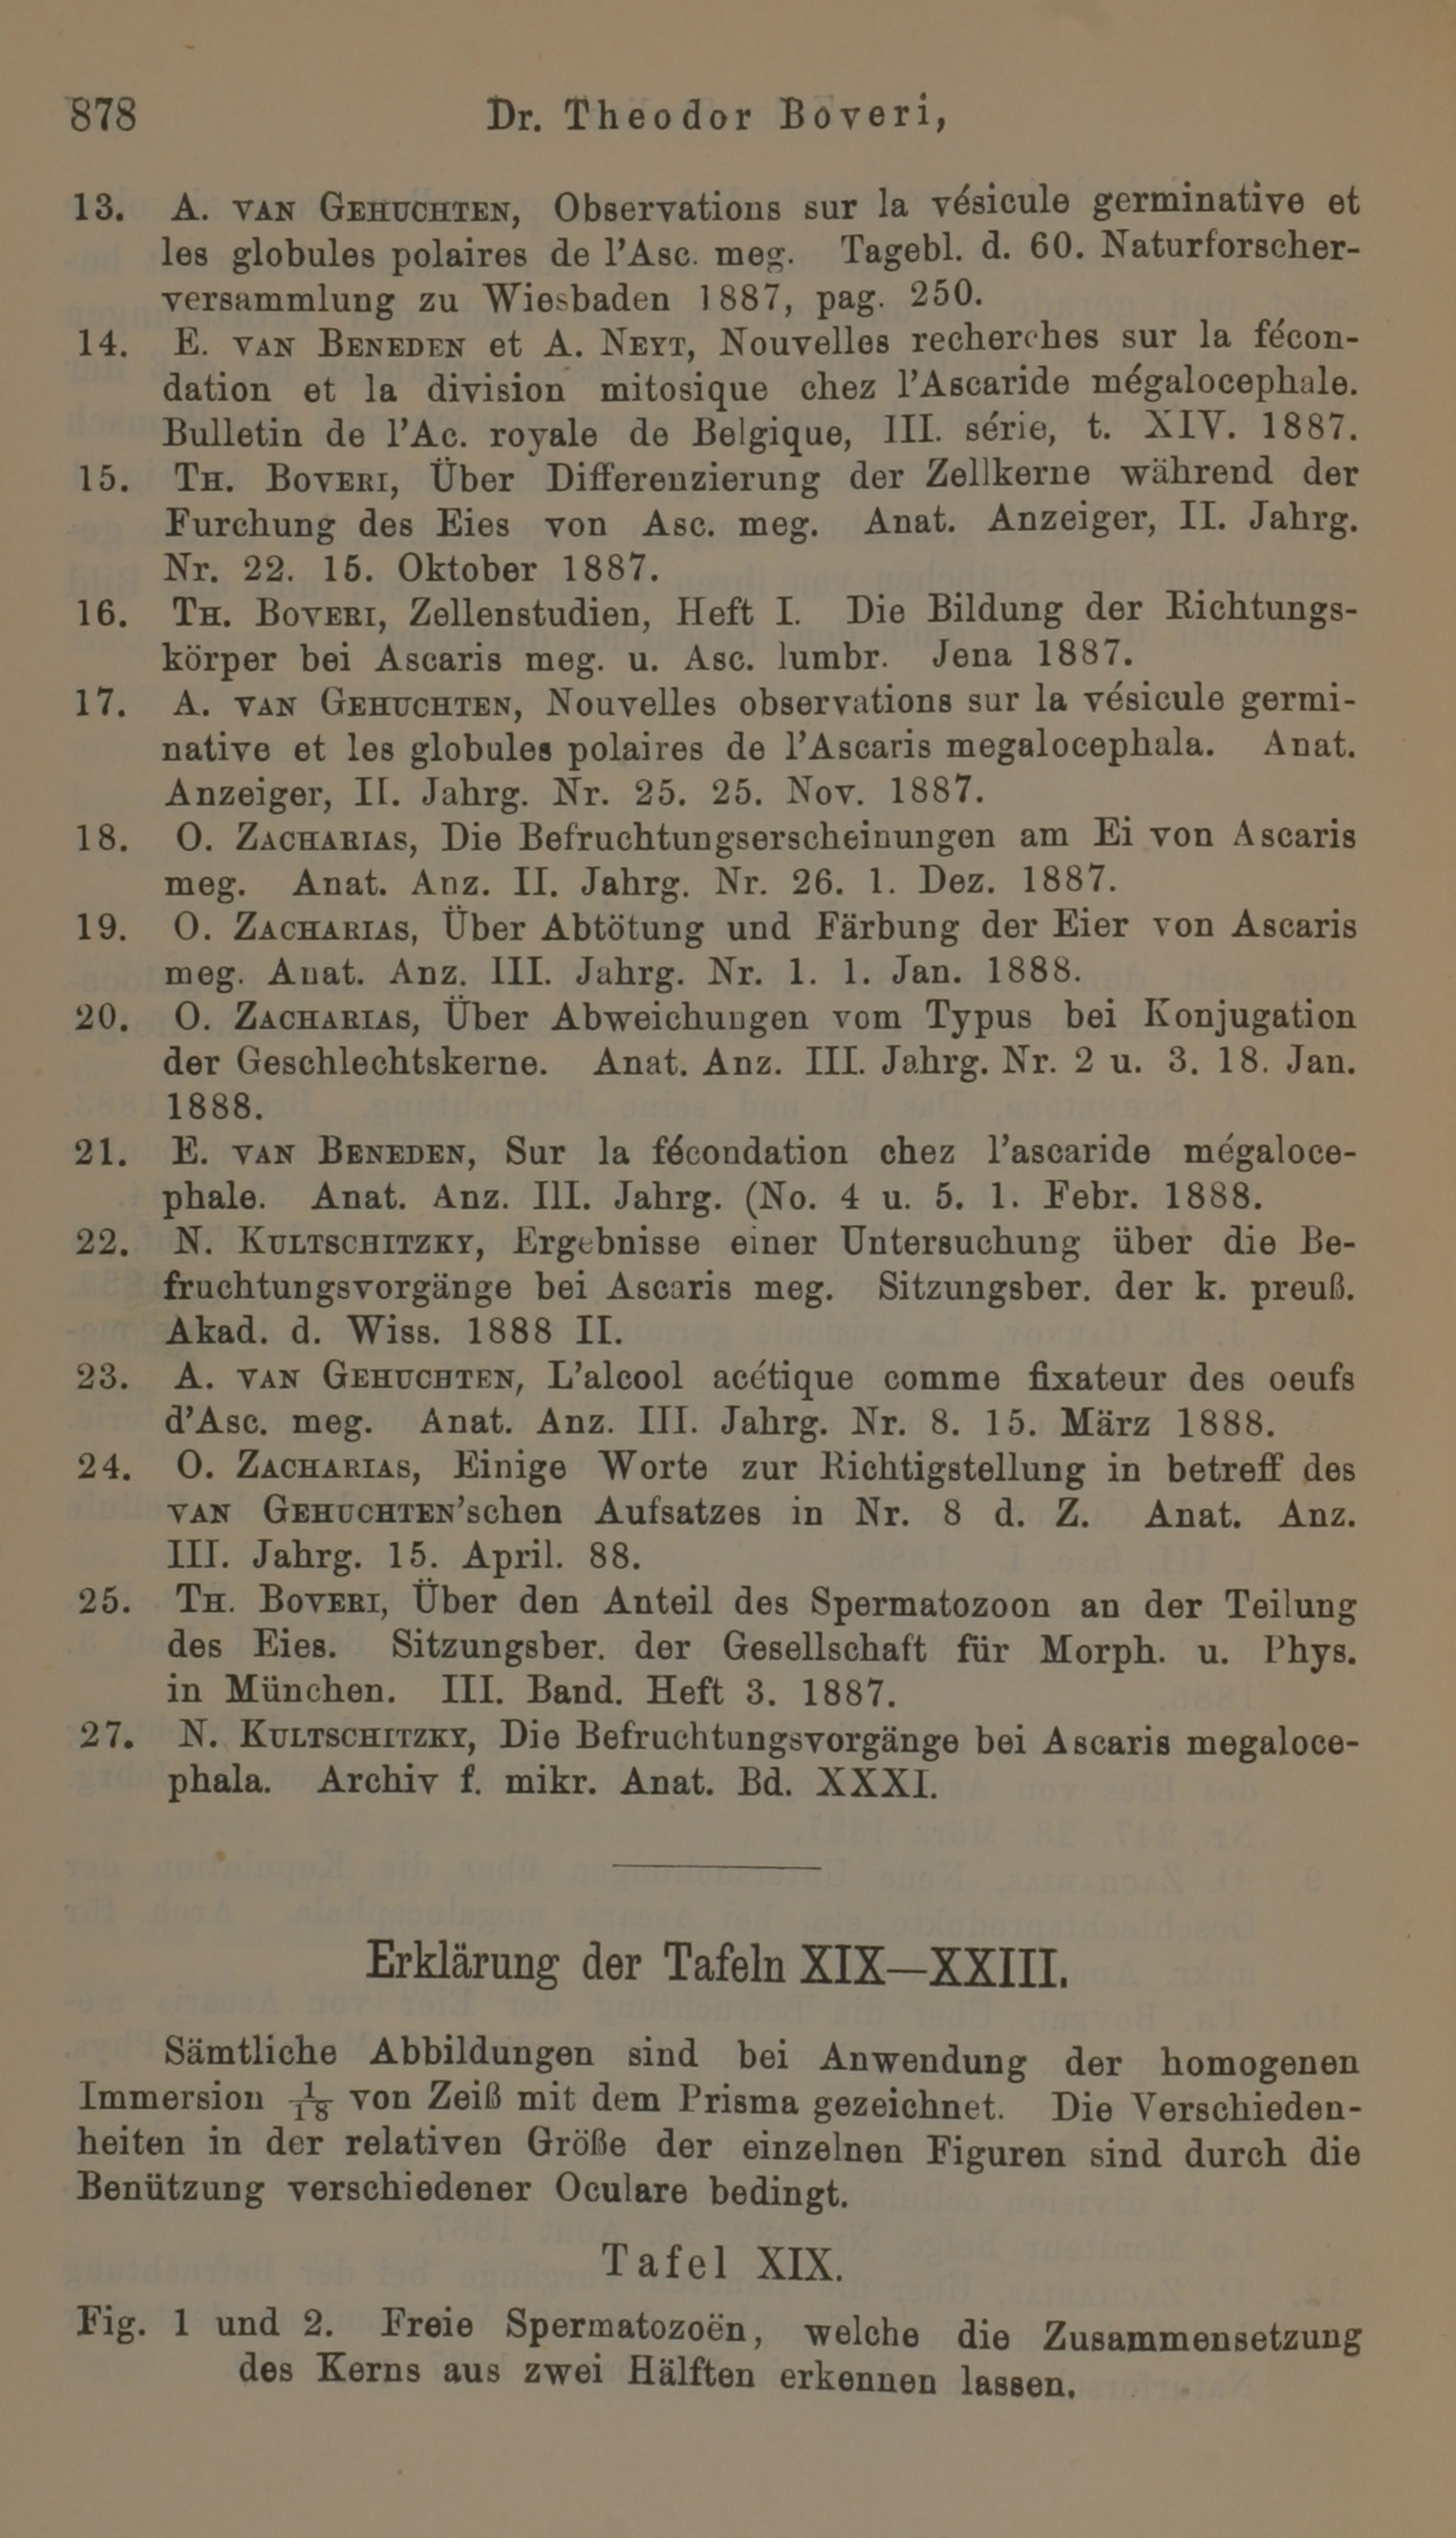 878 Dr. Theodor Boveri,
13. A. VAN GEHUCHTEN, Observations sur la vésicule germinative et
les globules polaires de l'Asc. meg. Tagebl. d. 60. Naturforscher-
versammlung zu Wiesbaden 1887, pag. 250.
14. E. VAN BENEDEN et A. NEYT, Nouvelles recherches sur la fécon-
dation et la division mitosique chez l'Ascaride mégalocephale.
Bulletin de l'Ac. royale de Belgique, III. série, t. XIV. 1887.
15. TH. BOVERI, Über Differenzierung der Zellkerne während der
Furchung des Eies von Asc. meg. Anat. Anzeiger, II. Jahrg.
Nr. 22. 15. Oktober 1887.
16. TH. BOVERI, Zellenstudien, Heft I. Die Bildung der Richtungs-
körper bei Ascaris meg. u. Asc. lumbr. Jena 1887.
17. A. VAN GEHUCHTEN, Nouvelles observations sur la vésicule germi-
native et les globules polaires de l'Ascaris megalocephala. Anat.
Anzeiger, II. Jahrg. Nr. 25. 25. Nov. 1887.
18. O. ZACHARIAS, Die Befruchtungserscheinungen am Ei von Ascaris
meg. Anat. Anz. II. Jahrg. Nr. 26. 1. Dez. 1887.
19. O. ZACHARIAS, Über Abtötung und Färbung der Eier von Ascaris
meg. Anat. Anz. III. Jahrg. Nr. 1. 1. Jan. 1888.
20. O. ZACHARIAS, Über Abweichungen vom Typus bei Konjugation
der Geschlechtskerne. Anat. Anz. III. Jahrg. Nr. 2 u. 3. 18. Jan.
1888.
21. E. VAN BENEDEN, Sur la fécondation chez l'ascaride mégaloce-
phale. Anat. Anz. III. Jahrg. (No. 4 u. 5. 1. Febr. 1888.
22. N. KULTSCHITZKY, Ergebnisse einer Untersuchung über die Be-
fruchtungsvorgänge bei Ascaris meg. Sitzungsber. der k. preuß.
Akad. d. Wiss. 1888 II.
23. A. VAN GEHUCHTEN, L'alcool acétique comme fixateur des oeufs
d'Asc. meg. Anat. Anz. III. Jahrg. Nr. 8. 15. März 1888.
24. O. ZACHARIAS, Einige Worte zur Richtigstellung in betreff des
VAN GEHUCHTEN'schen Aufsatzes in Nr. 8 d. Z. Anat. Anz.
III. Jahrg. 15. April. 88.
25. TH. BOVERI, Über den Anteil des Spermatozoon an der Teilung
des Eies. Sitzungsber. der Gesellschaft für Morph. u. Phys.
in München. III. Band. Heft 3. 1887.
27. N. KULTSCHITZKY, Die Befruchtungsvorgänge bei Ascaris megaloce-
phala. Archiv f. mikr. Anat. Bd. XXXI.
Erklärung der Tafeln XIX—XXIII.
Sämtliche Abbildungen sind bei Anwendung der homogenen
Immersion 1/18 von Zeiß mit dem Prisma gezeichnet. Die Verschieden-
heiten in der relativen Größe der einzelnen Figuren sind durch die
Benützung verschiedener Oculare bedingt.
Tafel XIX.
Fig. 1 und 2. Freie Spermatozoën, welche die Zusammensetzung
des Kerns aus zwei Hälften erkennen lassen.